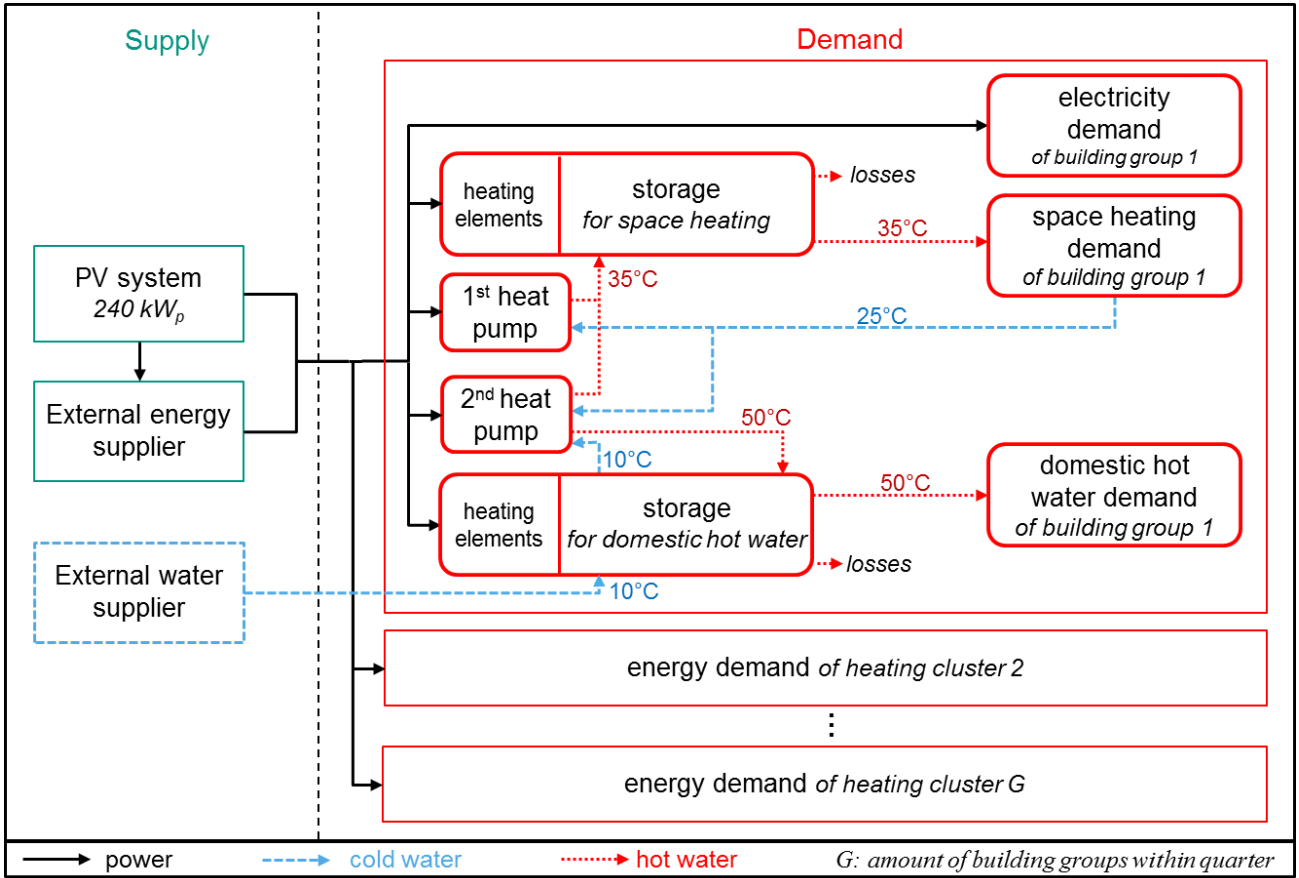 Supply
Demand
electricity
demand
of building group 1
heating
elements
storage
for space heating
losses
35°C
space heating
demand
of building group 1
PV system
240 kWp
1st heat
pump
35°C
25°C
External energy
supplier
2nd heat
pump
50°C
10°C
heating
elements
storage
for domestic hot water
50°C
domestic hot
water demand
of building group 1
losses
External water
supplier
10°C
energy demand of heating cluster 2
⋮
energy demand of heating cluster G
power
cold water
hot water
G: amount of building groups within quarter